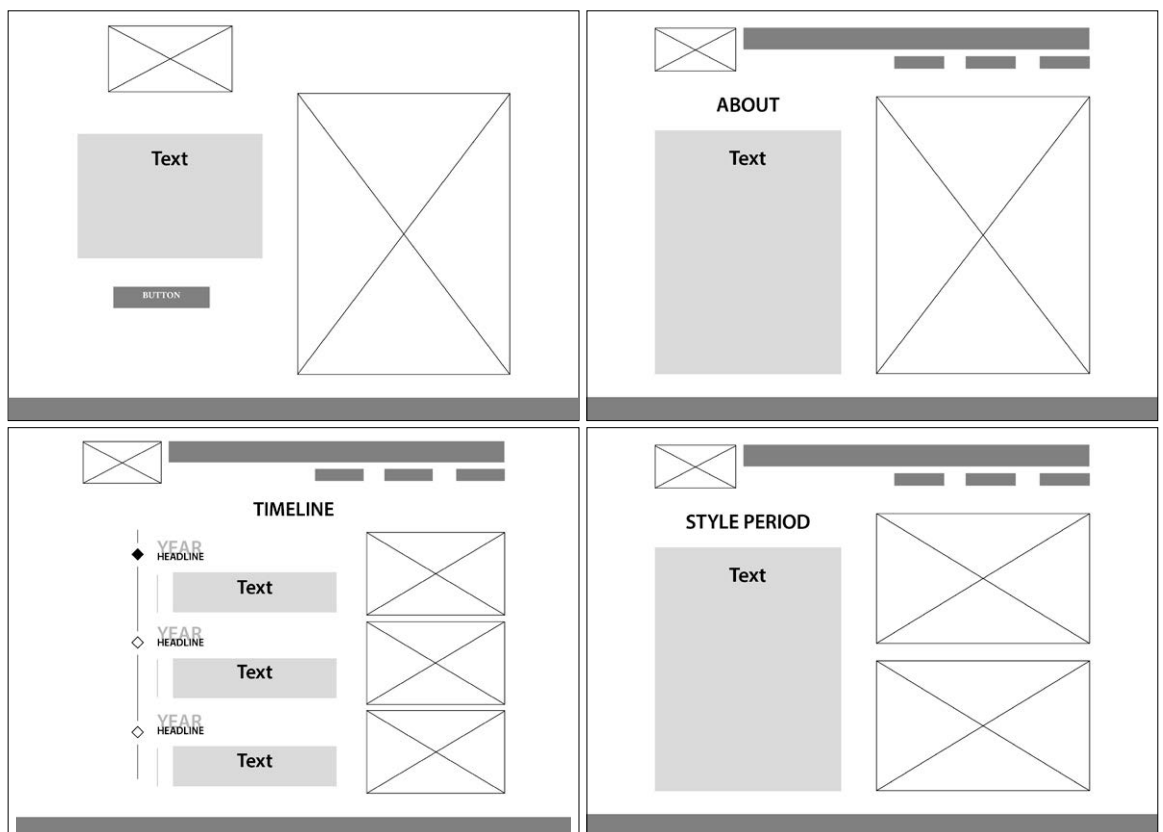 Text
BUTTON
ABOUT
Text
TIMELINE
YEAR
HEADLINE
Text
YEAR
HEADLINE
Text
YEAR
HEADLINE
Text
STYLE PERIOD
Text